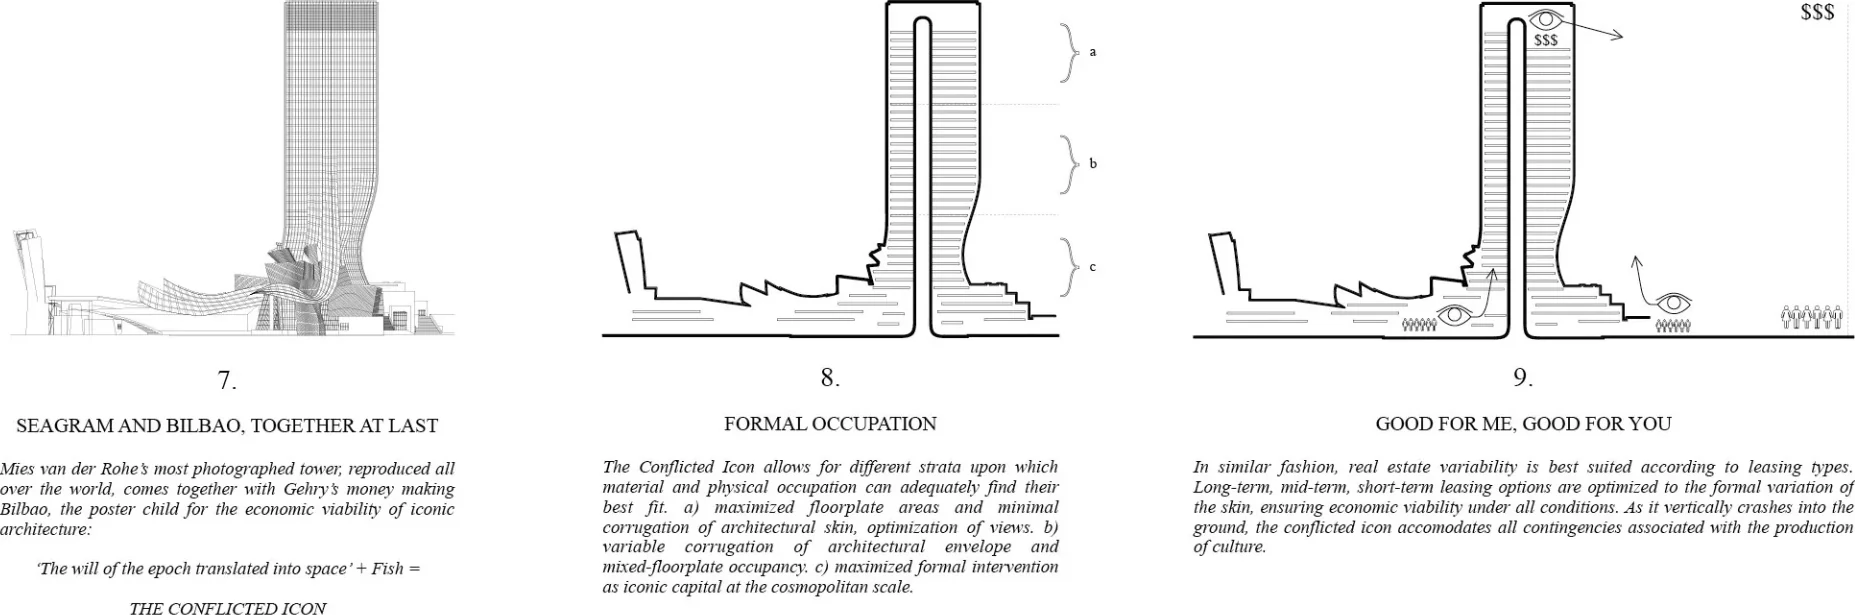 a
b
c
$$$
$$$
7.
SEAGRAM AND BILBAO, TOGETHER AT LAST
Mies van der Rohe's most photographed tower, reproduced all
over the world, comes together with Gehry's money making
Bilbao, the poster child for the economic viability of iconic
architecture:
'The will of the epoch translated into space' + Fish =
THE CONFLICTED ICON
8.
FORMAL OCCUPATION
The Conflicted Icon allows for different strata upon which
material and physical occupation can adequately find their
best fit. a) maximized floorplate areas and minimal
corrugation of architectural skin, optimization of views. b)
variable corrugation of architectural envelope and
mixed-floorplate occupancy. c) maximized formal intervention
as iconic capital at the cosmopolitan scale.
9.
GOOD FOR ME, GOOD FOR YOU
In similar fashion, real estate variability is best suited according to leasing types.
Long-term, mid-term, short-term leasing options are optimized to the formal variation of
the skin, ensuring economic viability under all conditions. As it vertically crashes into the
ground, the conflicted icon accomodates all contingencies associated with the production
of culture.